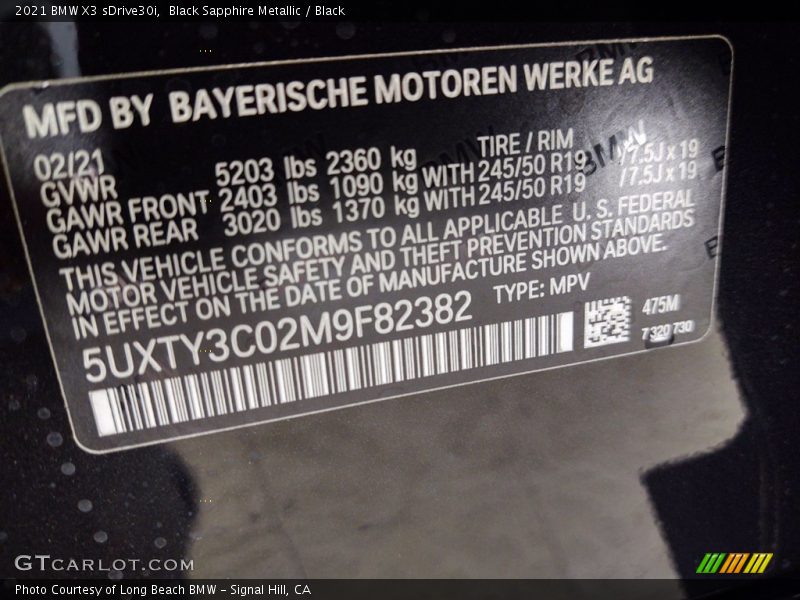 2021 BMW X3 sDrive30i, Black Sapphire Metallic / Black
MFD BY BAYERISCHE MOTOREN WERKE AG
02/21 TIRE / RIM
GVWR 5203 lbs 2360 kg
GAWR FRONT 2403 lbs 1090 kg WITH 245/50 R19 /7.5J x 19
GAWR REAR 3020 lbs 1370 kg WITH 245/50 R19 /7.5J x 19
THIS VEHICLE CONFORMS TO ALL APPLICABLE U. S. FEDERAL
MOTOR VEHICLE SAFETY AND THEFT PREVENTION STANDARDS
IN EFFECT ON THE DATE OF MANUFACTURE SHOWN ABOVE.
5UXTY3C02M9F82382 TYPE: MPV
475M
7 320 730
GTCARLOT.COM
Photo Courtesy of Long Beach BMW - Signal Hill, CA